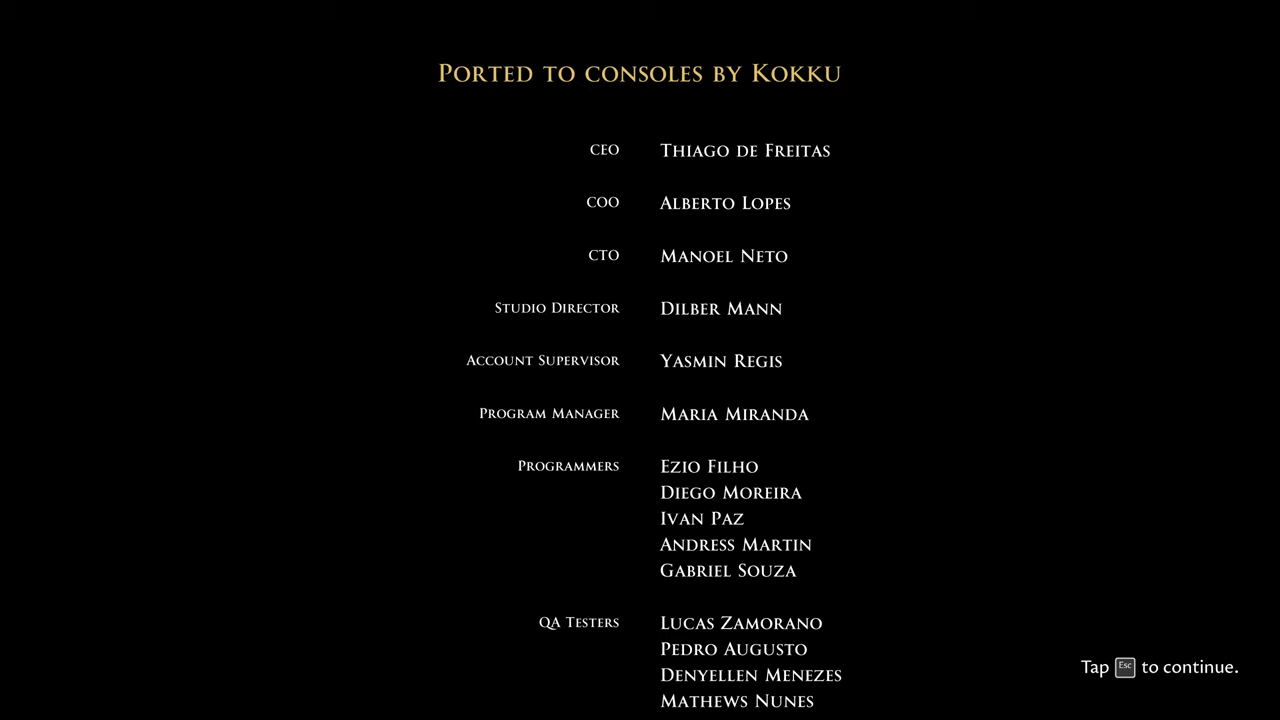 Ported to consoles by Kokku
CEO Thiago de Freitas
COO Alberto Lopes
CTO Manoel Neto
Studio Director Dilber Mann
Account Supervisor Yasmin Regis
Program Manager Maria Miranda
Programmers Ezio Filho
Diego Moreira
Ivan Paz
Andress Martin
Gabriel Souza
QA Testers Lucas Zamorano
Pedro Augusto
Denyellen Menezes
Tap Esc to continue.
Mathews Nunes